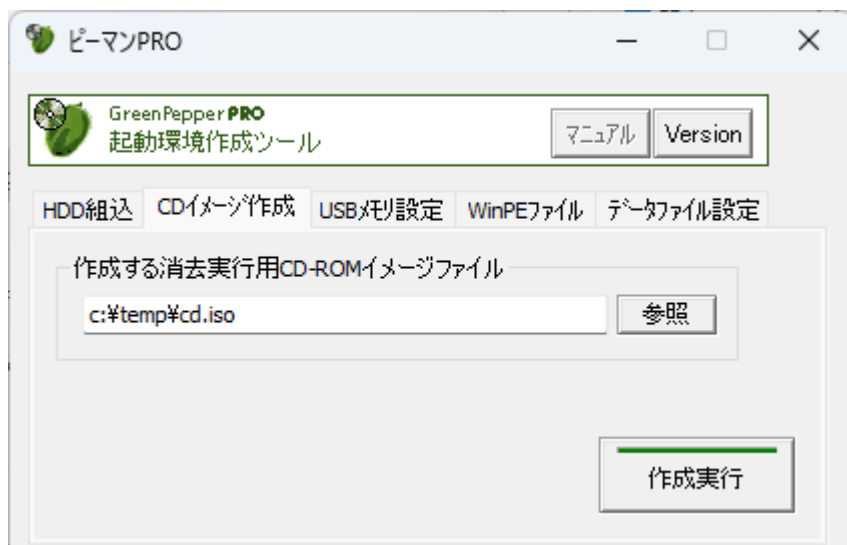 ピーマンPRO
GreenPepper PRO
起動環境作成ツール
マニュアル
Version
HDD組込
CDイメージ作成
USBメモリ設定
WinPEファイル
データファイル設定
作成する消去実行用CD-ROMイメージファイル
c:¥temp¥cd.iso
参照
作成実行